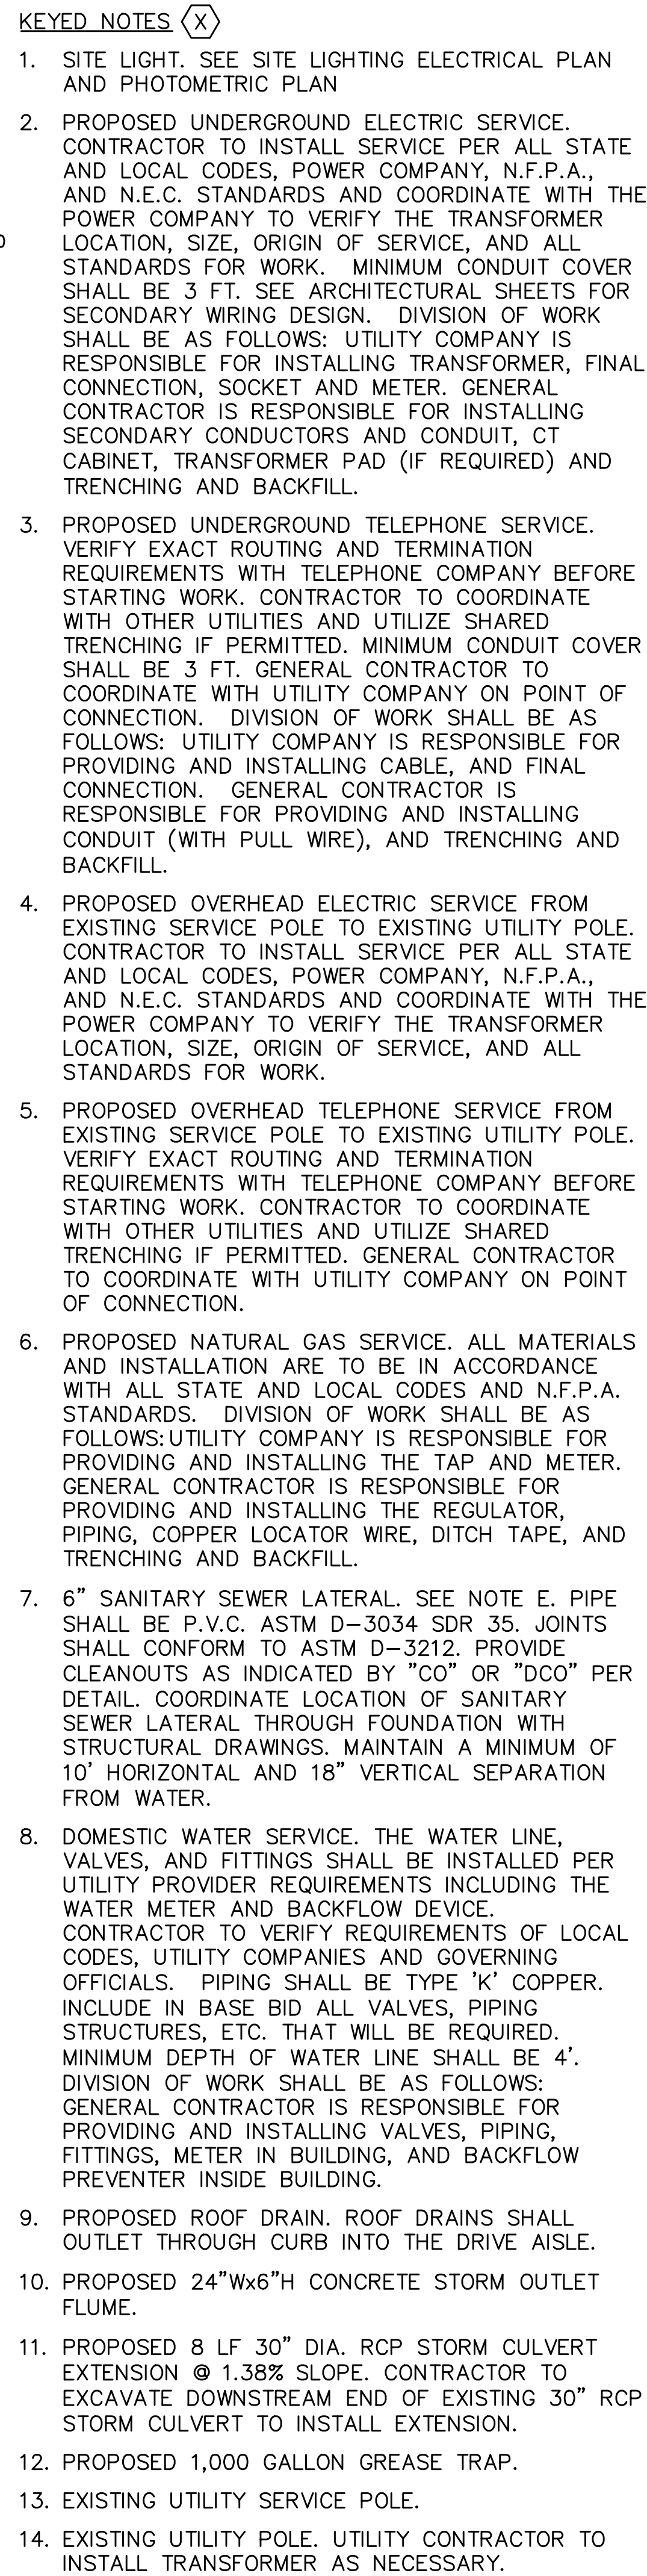 KEYED NOTES X
1. SITE LIGHT. SEE SITE LIGHTING ELECTRICAL PLAN
AND PHOTOMETRIC PLAN
2. PROPOSED UNDERGROUND ELECTRIC SERVICE.
CONTRACTOR TO INSTALL SERVICE PER ALL STATE
AND LOCAL CODES, POWER COMPANY, N.F.P.A.,
AND N.E.C. STANDARDS AND COORDINATE WITH THE
POWER COMPANY TO VERIFY THE TRANSFORMER
LOCATION, SIZE, ORIGIN OF SERVICE, AND ALL
STANDARDS FOR WORK. MINIMUM CONDUIT COVER
SHALL BE 3 FT. SEE ARCHITECTURAL SHEETS FOR
SECONDARY WIRING DESIGN. DIVISION OF WORK
SHALL BE AS FOLLOWS: UTILITY COMPANY IS
RESPONSIBLE FOR INSTALLING TRANSFORMER, FINAL
CONNECTION, SOCKET AND METER. GENERAL
CONTRACTOR IS RESPONSIBLE FOR INSTALLING
SECONDARY CONDUCTORS AND CONDUIT, CT
CABINET, TRANSFORMER PAD (IF REQUIRED) AND
TRENCHING AND BACKFILL.
3. PROPOSED UNDERGROUND TELEPHONE SERVICE.
VERIFY EXACT ROUTING AND TERMINATION
REQUIREMENTS WITH TELEPHONE COMPANY BEFORE
STARTING WORK. CONTRACTOR TO COORDINATE
WITH OTHER UTILITIES AND UTILIZE SHARED
TRENCHING IF PERMITTED. MINIMUM CONDUIT COVER
SHALL BE 3 FT. GENERAL CONTRACTOR TO
COORDINATE WITH UTILITY COMPANY ON POINT OF
CONNECTION. DIVISION OF WORK SHALL BE AS
FOLLOWS: UTILITY COMPANY IS RESPONSIBLE FOR
PROVIDING AND INSTALLING CABLE, AND FINAL
CONNECTION. GENERAL CONTRACTOR IS
RESPONSIBLE FOR PROVIDING AND INSTALLING
CONDUIT (WITH PULL WIRE), AND TRENCHING AND
BACKFILL.
4. PROPOSED OVERHEAD ELECTRIC SERVICE FROM
EXISTING SERVICE POLE TO EXISTING UTILITY POLE.
CONTRACTOR TO INSTALL SERVICE PER ALL STATE
AND LOCAL CODES, POWER COMPANY, N.F.P.A.,
AND N.E.C. STANDARDS AND COORDINATE WITH THE
POWER COMPANY TO VERIFY THE TRANSFORMER
LOCATION, SIZE, ORIGIN OF SERVICE, AND ALL
STANDARDS FOR WORK.
5. PROPOSED OVERHEAD TELEPHONE SERVICE FROM
EXISTING SERVICE POLE TO EXISTING UTILITY POLE.
VERIFY EXACT ROUTING AND TERMINATION
REQUIREMENTS WITH TELEPHONE COMPANY BEFORE
STARTING WORK. CONTRACTOR TO COORDINATE
WITH OTHER UTILITIES AND UTILIZE SHARED
TRENCHING IF PERMITTED. GENERAL CONTRACTOR
TO COORDINATE WITH UTILITY COMPANY ON POINT
OF CONNECTION.
6. PROPOSED NATURAL GAS SERVICE. ALL MATERIALS
AND INSTALLATION ARE TO BE IN ACCORDANCE
WITH ALL STATE AND LOCAL CODES AND N.F.P.A.
STANDARDS. DIVISION OF WORK SHALL BE AS
FOLLOWS: UTILITY COMPANY IS RESPONSIBLE FOR
PROVIDING AND INSTALLING THE TAP AND METER.
GENERAL CONTRACTOR IS RESPONSIBLE FOR
PROVIDING AND INSTALLING THE REGULATOR,
PIPING, COPPER LOCATOR WIRE, DITCH TAPE, AND
TRENCHING AND BACKFILL.
7. 6" SANITARY SEWER LATERAL. SEE NOTE E. PIPE
SHALL BE P.V.C. ASTM D-3034 SDR 35. JOINTS
SHALL CONFORM TO ASTM D-3212. PROVIDE
CLEANOUTS AS INDICATED BY "CO" OR "DCO" PER
DETAIL. COORDINATE LOCATION OF SANITARY
SEWER LATERAL THROUGH FOUNDATION WITH
STRUCTURAL DRAWINGS. MAINTAIN A MINIMUM OF
10' HORIZONTAL AND 18" VERTICAL SEPARATION
FROM WATER.
8. DOMESTIC WATER SERVICE. THE WATER LINE,
VALVES, AND FITTINGS SHALL BE INSTALLED PER
UTILITY PROVIDER REQUIREMENTS INCLUDING THE
WATER METER AND BACKFLOW DEVICE.
CONTRACTOR TO VERIFY REQUIREMENTS OF LOCAL
CODES, UTILITY COMPANIES AND GOVERNING
OFFICIALS. PIPING SHALL BE TYPE 'K' COPPER.
INCLUDE IN BASE BID ALL VALVES, PIPING
STRUCTURES, ETC. THAT WILL BE REQUIRED.
MINIMUM DEPTH OF WATER LINE SHALL BE 4'.
DIVISION OF WORK SHALL BE AS FOLLOWS:
GENERAL CONTRACTOR IS RESPONSIBLE FOR
PROVIDING AND INSTALLING VALVES, PIPING,
FITTINGS, METER IN BUILDING, AND BACKFLOW
PREVENTER INSIDE BUILDING.
9. PROPOSED ROOF DRAIN. ROOF DRAINS SHALL
OUTLET THROUGH CURB INTO THE DRIVE AISLE.
10. PROPOSED 24"Wx6"H CONCRETE STORM OUTLET
FLUME.
11. PROPOSED 8 LF 30" DIA. RCP STORM CULVERT
EXTENSION @ 1.38% SLOPE. CONTRACTOR TO
EXCAVATE DOWNSTREAM END OF EXISTING 30" RCP
STORM CULVERT TO INSTALL EXTENSION.
12. PROPOSED 1,000 GALLON GREASE TRAP.
13. EXISTING UTILITY SERVICE POLE.
14. EXISTING UTILITY POLE. UTILITY CONTRACTOR TO
INSTALL TRANSFORMER AS NECESSARY.